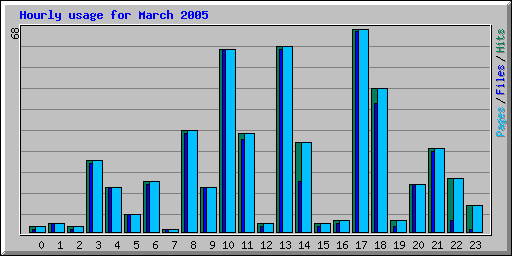 Hourly usage for March 2005
68
Pages / Files / Hits
0 1 2 3 4 5 6 7 8 9 10 11 12 13 14 15 16 17 18 19 20 21 22 23